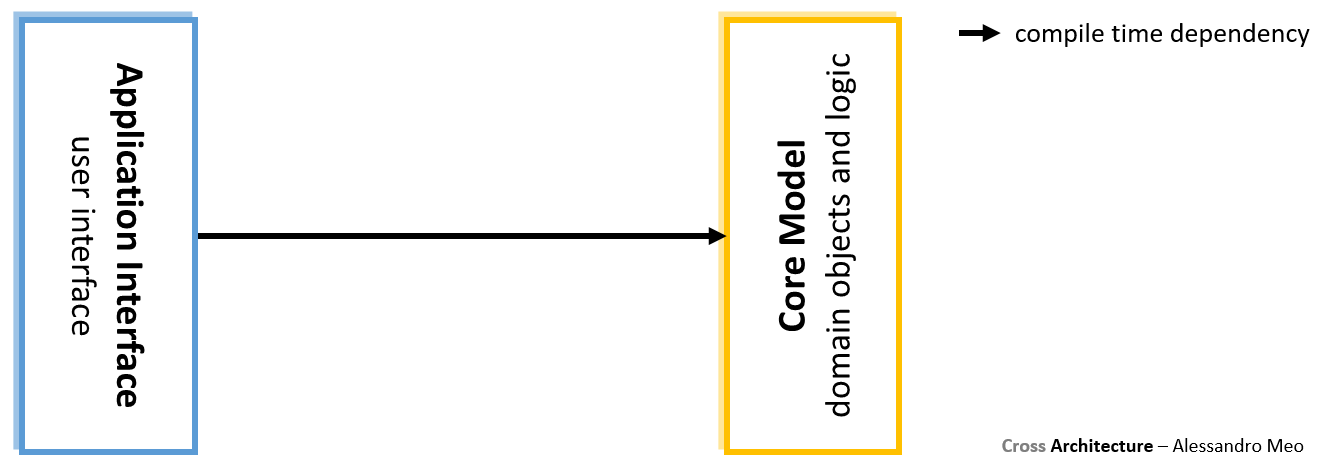 Application Interface
user interface
Core Model
domain objects and logic
compile time dependency
Cross Architecture – Alessandro Meo